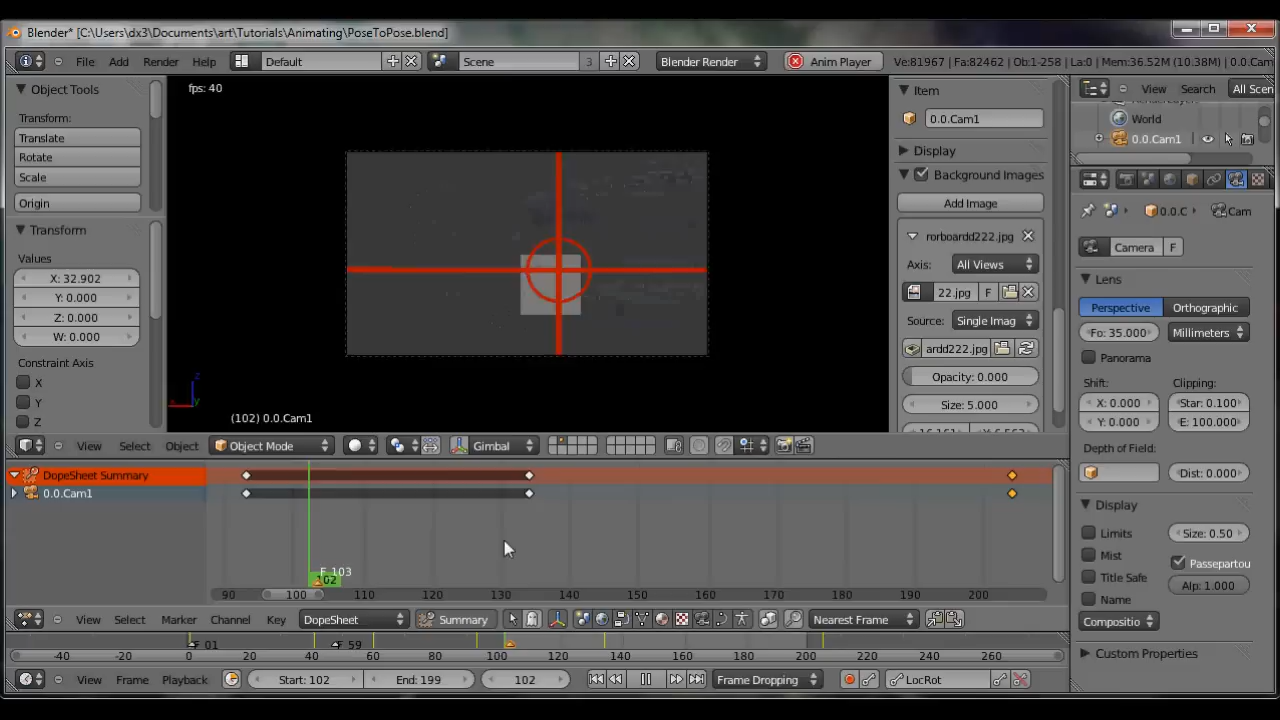 Blender* [C:\Users\dx3\Documents\art\Tutorials\Animating\PoseToPose.blend]
File Add Render Help Default Scene 3 Blender Render Anim Player Ve:81967 | Fa:82462 | Ob:1-258 | La:0 | Mem:36.52M (10.38M) | 0.0.Cam
Object Tools
Transform:
Translate
Rotate
Scale
Origin
Transform
Values
X: 32.902
Y: 0.000
Z: 0.000
W: 0.000
Constraint Axis
X
Y
Z
fps: 40
(102) 0.0.Cam1
z
x
y
View Select Object Object Mode Gimbal
Item
0.0.Cam1
Display
Background Images
Add Image
rorboardd222.jpg
Axis: All Views
22.jpg F
Source: Single Imag
ardd222.jpg
Opacity: 0.000
Size: 5.000
View Search All Scen
World
0.0.Cam1
0.0.C Cam
Camera F
Lens
Perspective Orthographic
Fo: 35.000 Millimeters
Panorama
Shift: Clipping:
X: 0.000 Star: 0.100
Y: 0.000 E: 100.000
Depth of Field:
Dist: 0.000
Display
Limits Size: 0.50
Mist Passepartou
Title Safe Alp: 1.000
Name
Compositio
Custom Properties
DopeSheet Summary
0.0.Cam1
F_103
102
90 100 110 120 130 140 150 160 170 180 190 200
View Select Marker Channel Key DopeSheet Summary Nearest Frame
F_01 F_59
-40 -20 0 20 40 60 80 100 120 140 160 180 200 220 240 260
View Frame Playback Start: 102 End: 199 102 Frame Dropping LocRot